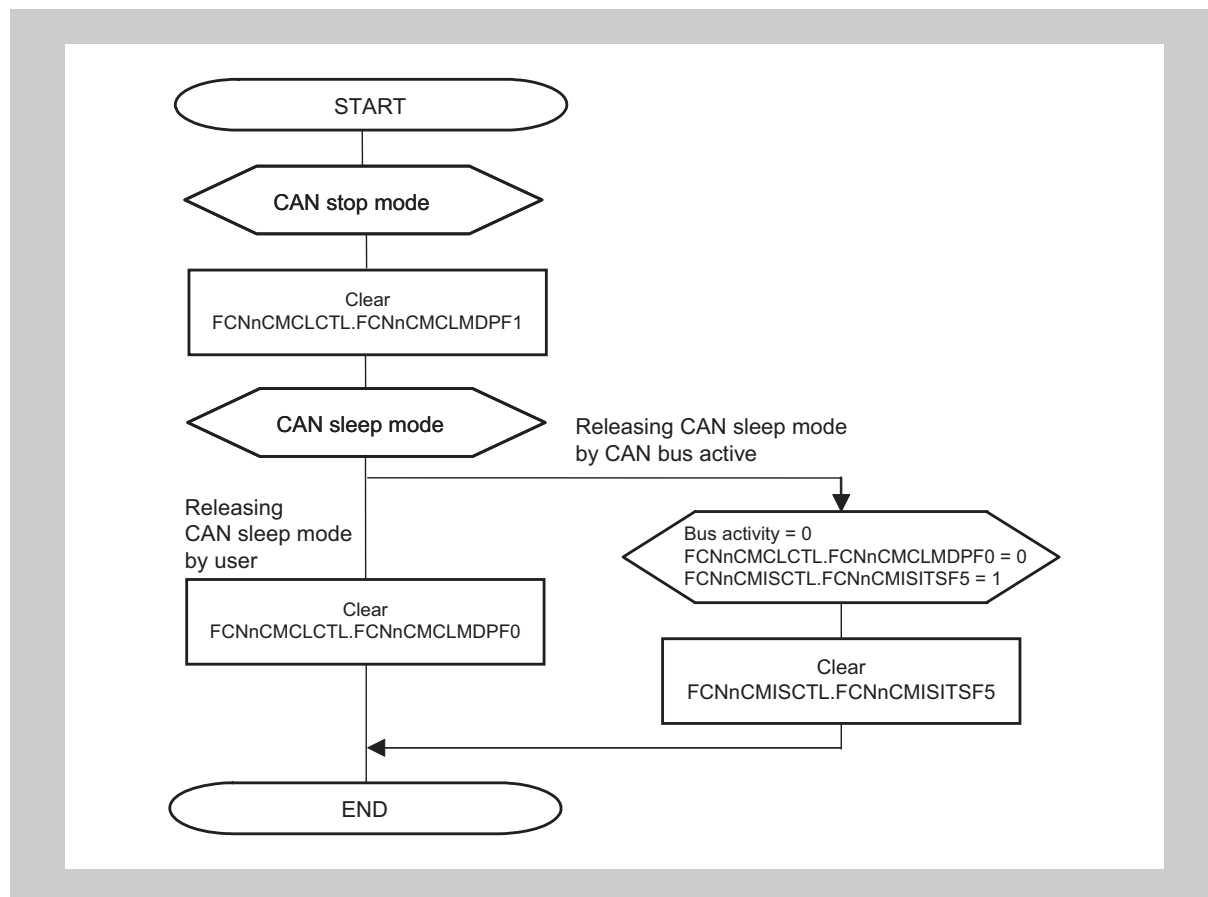 START
CAN stop mode
Clear
FCNnCMCLCTL.FCNnCMCLMDPF1
CAN sleep mode
Releasing CAN sleep mode
by CAN bus active
Releasing
CAN sleep mode
by user
Bus activity = 0
FCNnCMCLCTL.FCNnCMCLMDPF0 = 0
FCNnCMISCTL.FCNnCMISITSF5 = 1
Clear
FCNnCMCLCTL.FCNnCMCLMDPF0
Clear
FCNnCMISCTL.FCNnCMISITSF5
END